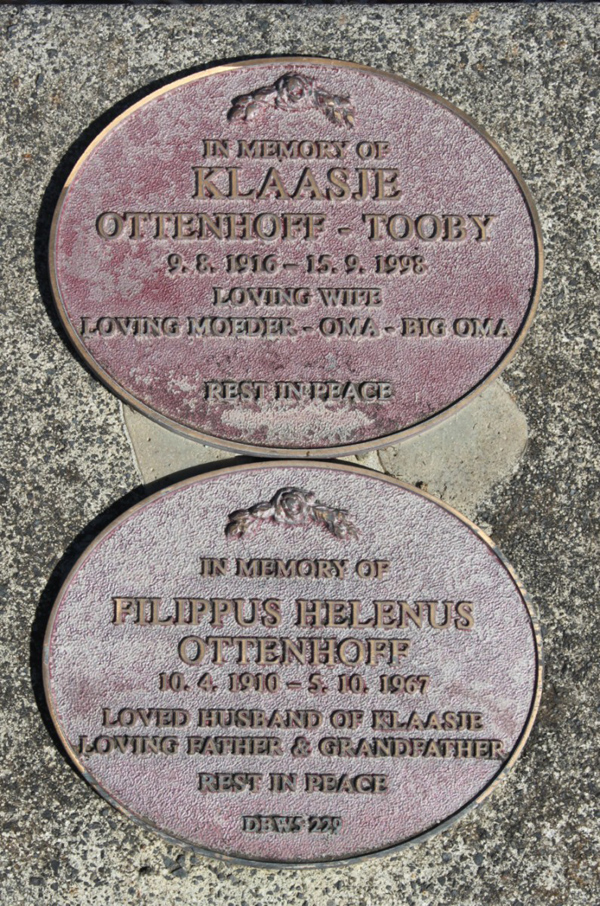 IN MEMORY OF
KLAASJE
OTTENHOFF - TOOBY
9. 8. 1916 – 15. 9. 1998
LOVING WIFE
LOVING MOEDER - OMA - BIG OMA
REST IN PEACE
IN MEMORY OF
FILIPPUS HELENUS
OTTENHOFF
10. 4. 1910 – 5. 10. 1967
LOVED HUSBAND OF KLAASJE
LOVING FATHER & GRANDFATHER
REST IN PEACE